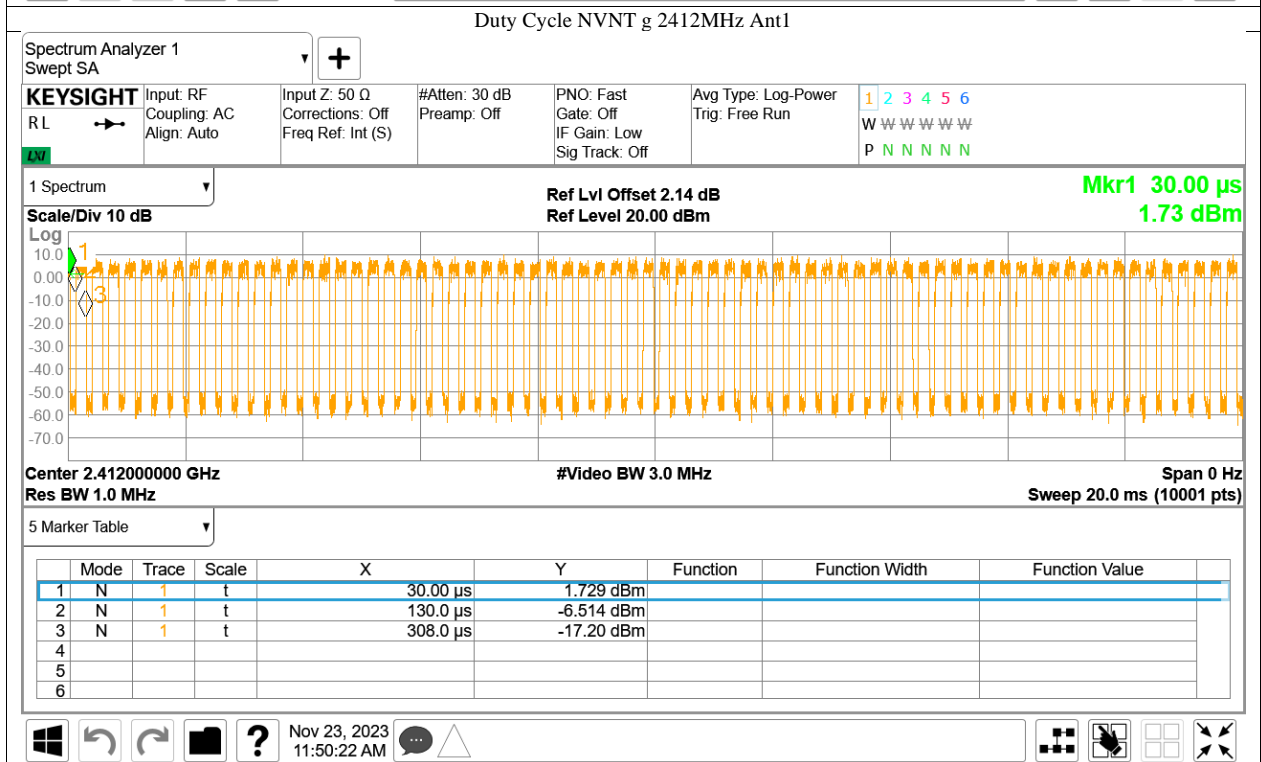 Duty Cycle NVNT g 2412MHz Ant1
Spectrum Analyzer 1
Swept SA
+
KEYSIGHT
R L
LXI
Input: RF
Coupling: AC
Align: Auto
Input Z: 50 Ω
Corrections: Off
Freq Ref: Int (S)
#Atten: 30 dB
Preamp: Off
PNO: Fast
Gate: Off
IF Gain: Low
Sig Track: Off
Avg Type: Log-Power
Trig: Free Run
1 2 3 4 5 6
W W W W W W
P N N N N N
1 Spectrum
Scale/Div 10 dB
Ref Lvl Offset 2.14 dB
Ref Level 20.00 dBm
Mkr1 30.00 µs
1.73 dBm
Log
10.0
0.00
-10.0
-20.0
-30.0
-40.0
-50.0
-60.0
-70.0
1
3
Center 2.412000000 GHz
#Video BW 3.0 MHz
Span 0 Hz
Res BW 1.0 MHz
Sweep 20.0 ms (10001 pts)
5 Marker Table
Mode Trace Scale X Y Function Function Width Function Value
1 N 1 t 30.00 µs 1.729 dBm
2 N 1 t 130.0 µs -6.514 dBm
3 N 1 t 308.0 µs -17.20 dBm
4
5
6
?
Nov 23, 2023
11:50:22 AM